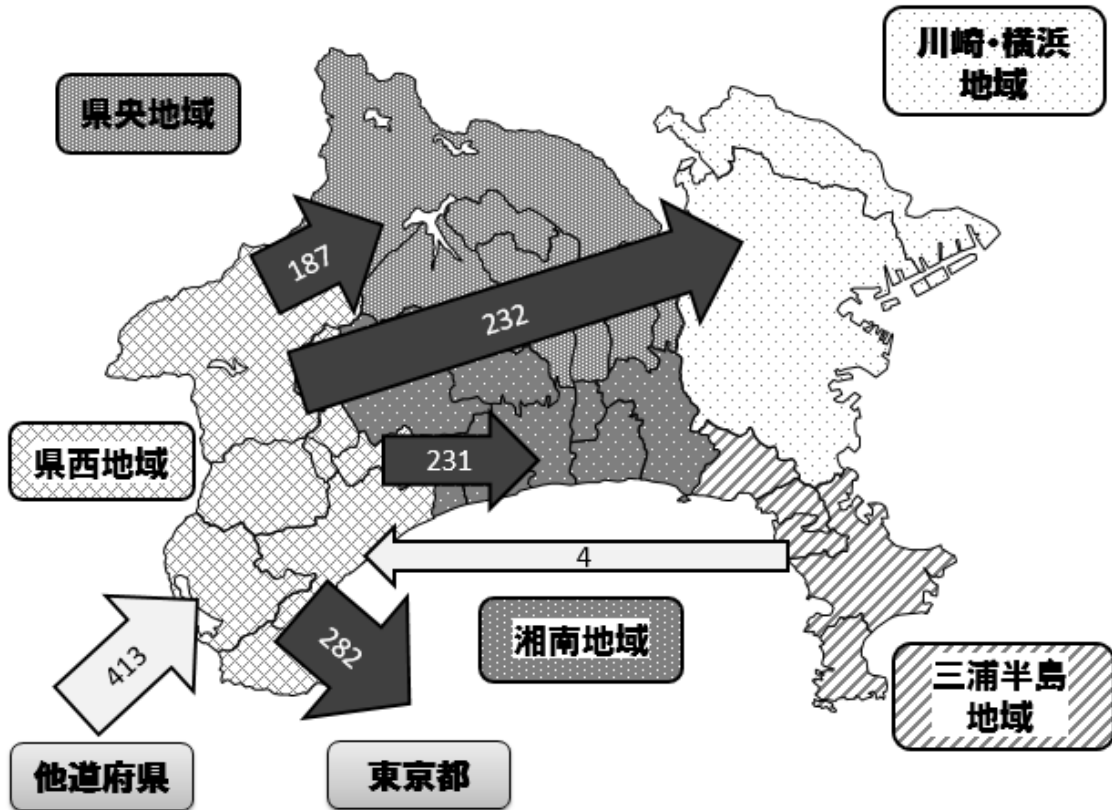 川崎・横浜
地域
県央地域
187
232
県西地域
231
4
湘南地域
413
282
三浦半島
地域
他道府県
東京都